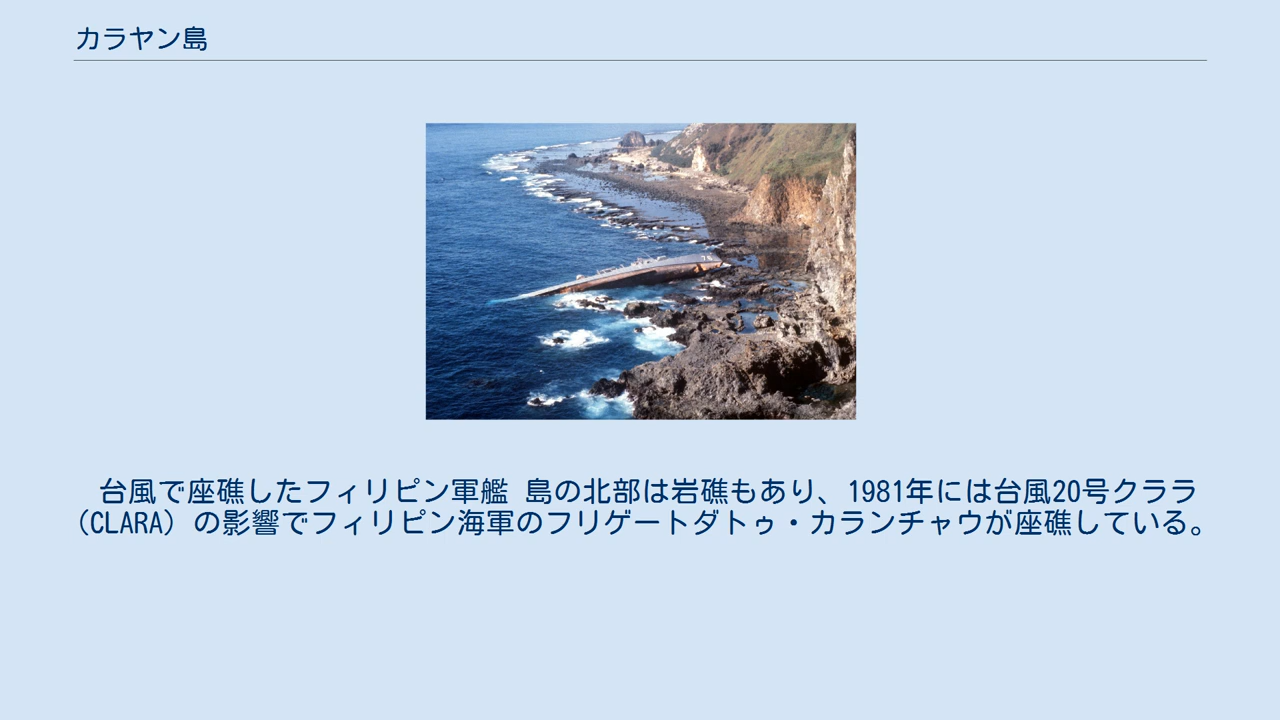 カラヤン島
台風で座礁したフィリピン軍艦 島の北部は岩礁もあり、1981年には台風20号クララ
(CLARA) の影響でフィリピン海軍のフリゲートダトゥ・カランチャウが座礁している。